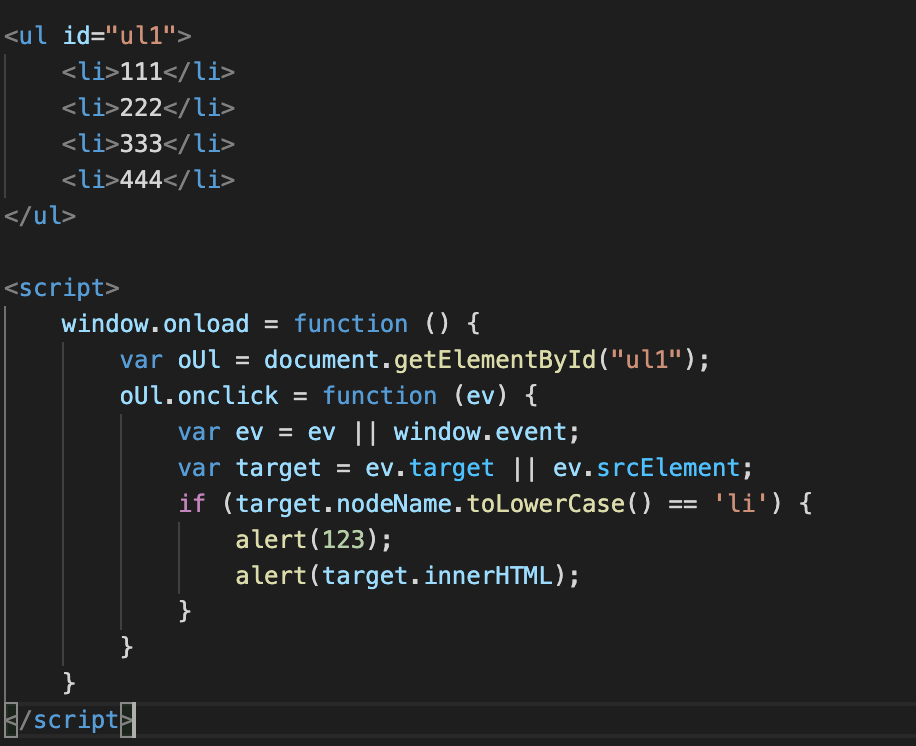 <ul id="ul1">
    <li>111</li>
    <li>222</li>
    <li>333</li>
    <li>444</li>
</ul>

<script>
    window.onload = function () {
        var oUl = document.getElementById("ul1");
        oUl.onclick = function (ev) {
            var ev = ev || window.event;
            var target = ev.target || ev.srcElement;
            if (target.nodeName.toLowerCase() == 'li') {
                alert(123);
                alert(target.innerHTML);
            }
        }
    }
</script>